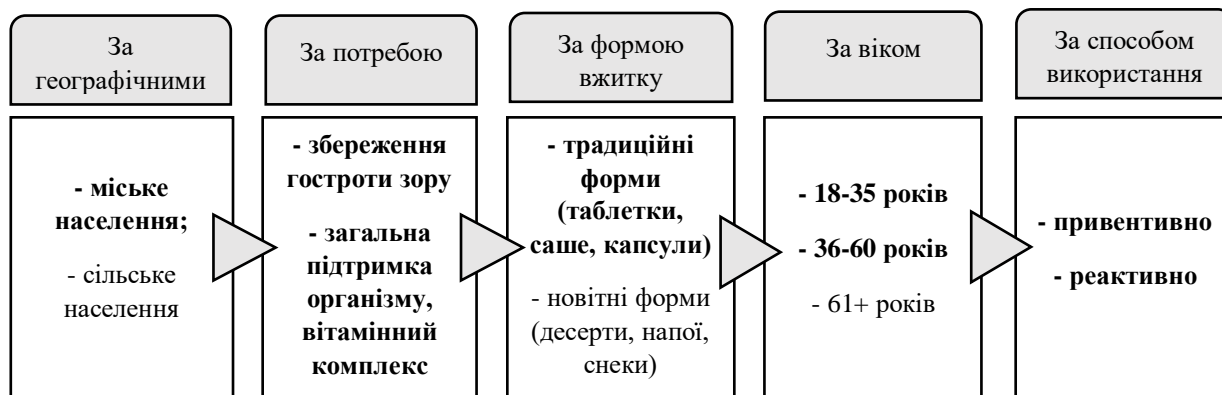 За
географічними
- міське
населення;
- сільське
населення
За потребою
- збереження
гостроти зору
- загальна
підтримка
організму,
вітамінний
комплекс
За формою
вжитку
- традиційні
форми
(таблетки,
саше, капсули)
- новітні форми
(десерти, напої,
снеки)
За віком
- 18-35 років
- 36-60 років
- 61+ років
За способом
використання
- привентивно
- реактивно